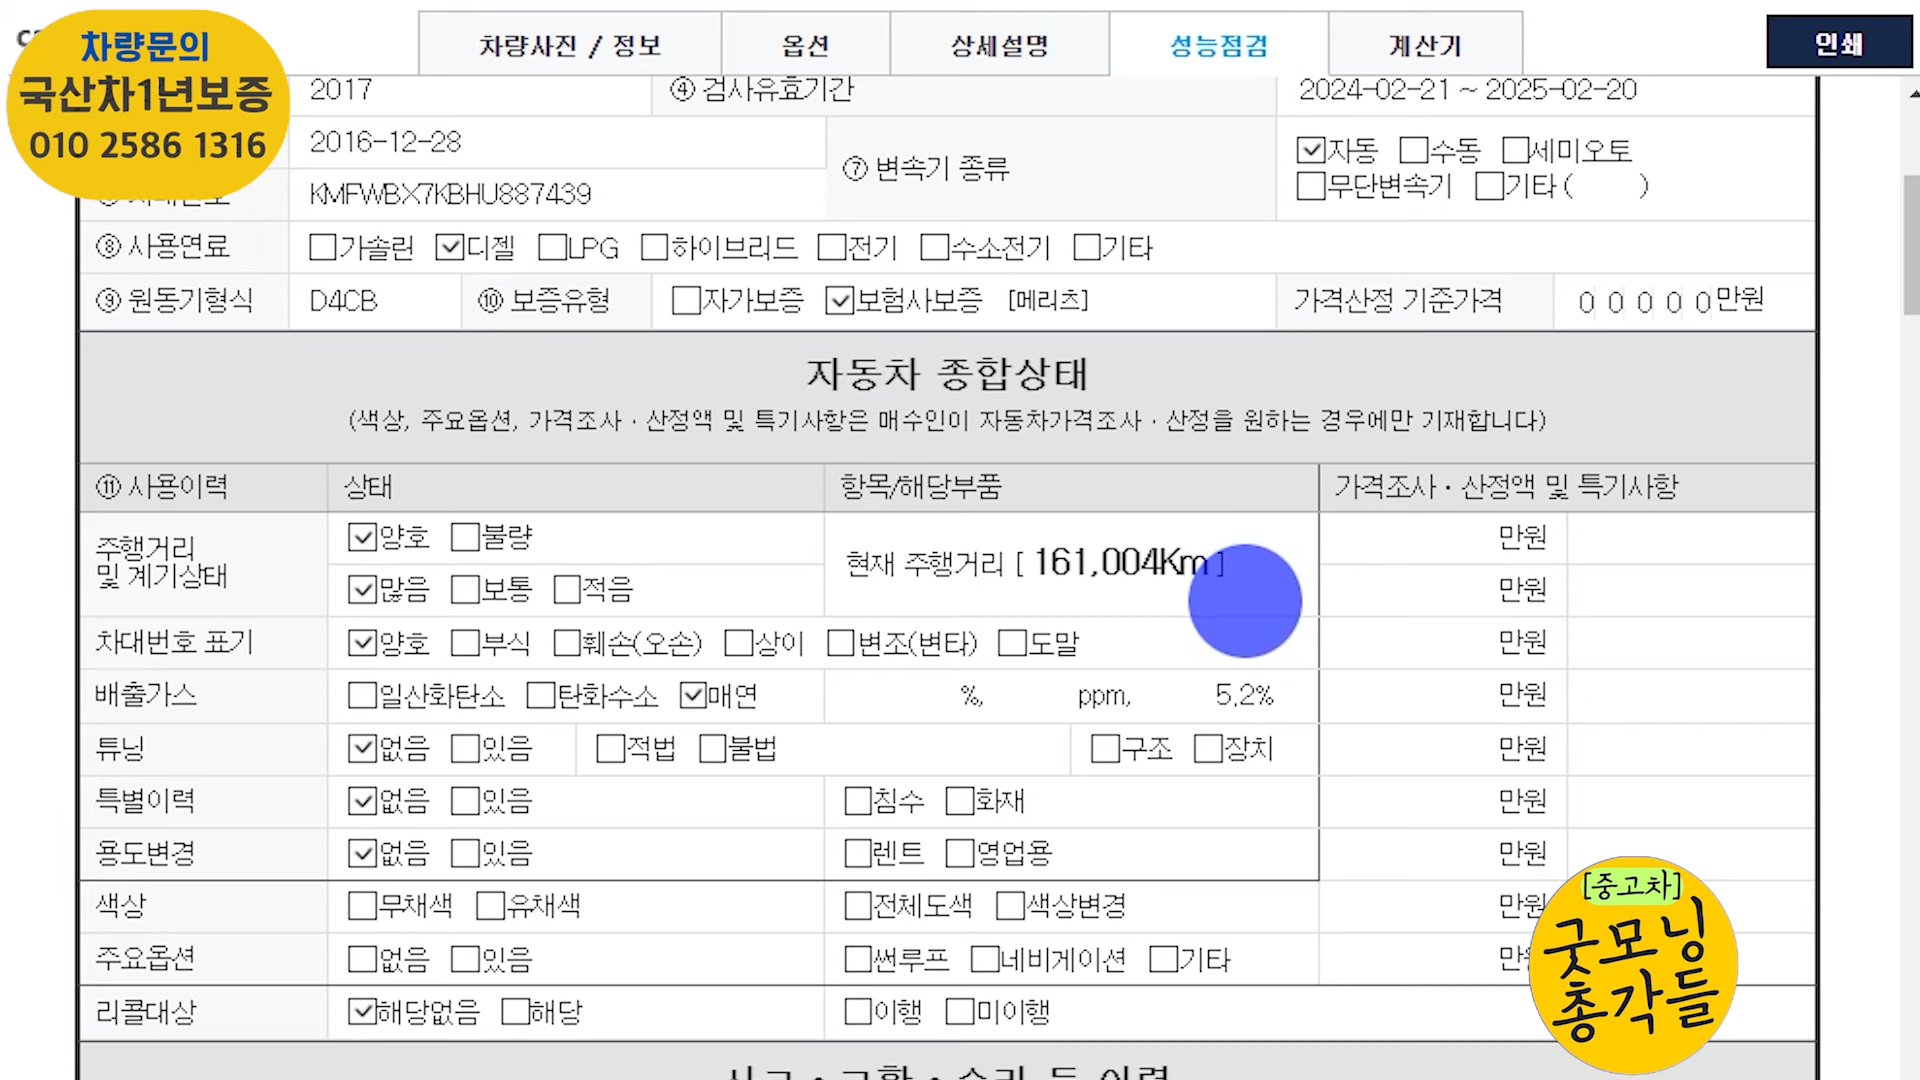 차량문의
국산차1년보증
010 2586 1316
차량사진 / 정보 옵션 상세설명 성능점검 계산기 인쇄
2017 ④ 검사유효기간 2024-02-21 ~ 2025-02-20
2016-12-28 ⑦ 변속기 종류 자동 수동 세미오토
무단변속기 기타 ( )
KMFWBX7KBHU887439
⑧ 사용연료 가솔린 디젤 LPG 하이브리드 전기 수소전기 기타
⑨ 원동기형식 D4CB ⑩ 보증유형 자가보증 보험사보증 [메리츠] 가격산정 기준가격 0 0 0 0 0만원
자동차 종합상태
(색상, 주요옵션, 가격조사 · 산정액 및 특기사항은 매수인이 자동차가격조사 · 산정을 원하는 경우에만 기재합니다)
⑪ 사용이력 상태 항목/해당부품 가격조사 · 산정액 및 특기사항
주행거리
및 계기상태
양호 불량 만원
현재 주행거리 [ 161,004Km ]
많음 보통 적음 만원
차대번호 표기 양호 부식 훼손(오손) 상이 변조(변타) 도말 만원
배출가스 일산화탄소 탄화수소 매연 %, ppm, 5.2% 만원
튜닝 없음 있음 적법 불법 구조 장치 만원
특별이력 없음 있음 침수 화재 만원
용도변경 없음 있음 렌트 영업용 만원
색상 무채색 유채색 전체도색 색상변경 만원
주요옵션 없음 있음 썬루프 네비게이션 기타
리콜대상 해당없음 해당 이행 미이행
[중고차]
굿모닝
총각들